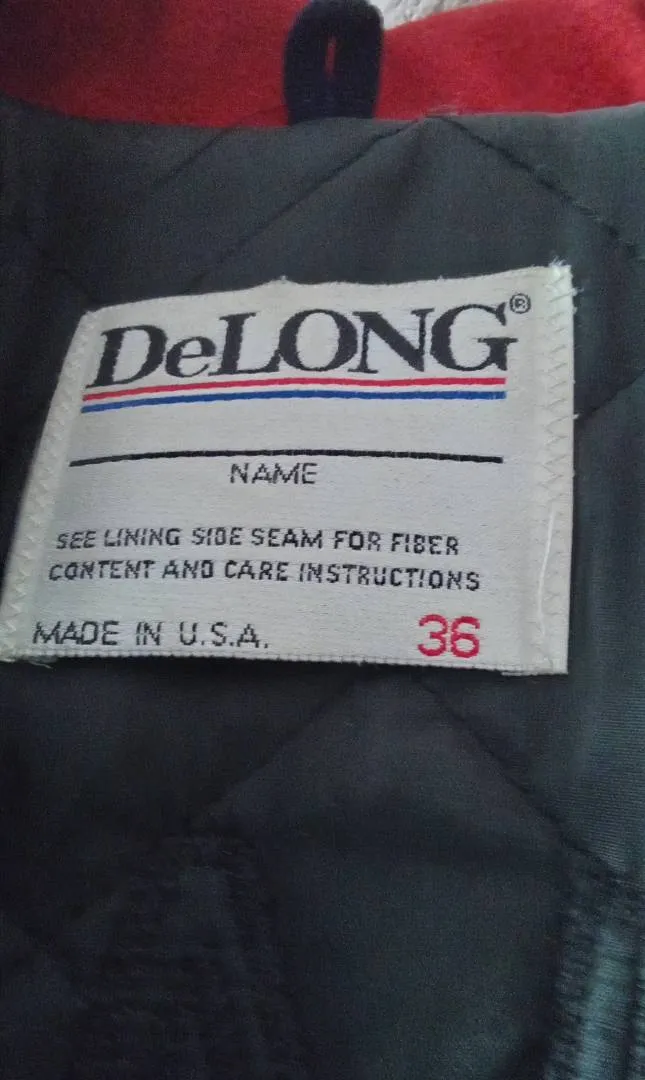 DeLONG®
NAME
SEE LINING SIDE SEAM FOR FIBER
CONTENT AND CARE INSTRUCTIONS
MADE IN U.S.A. 36